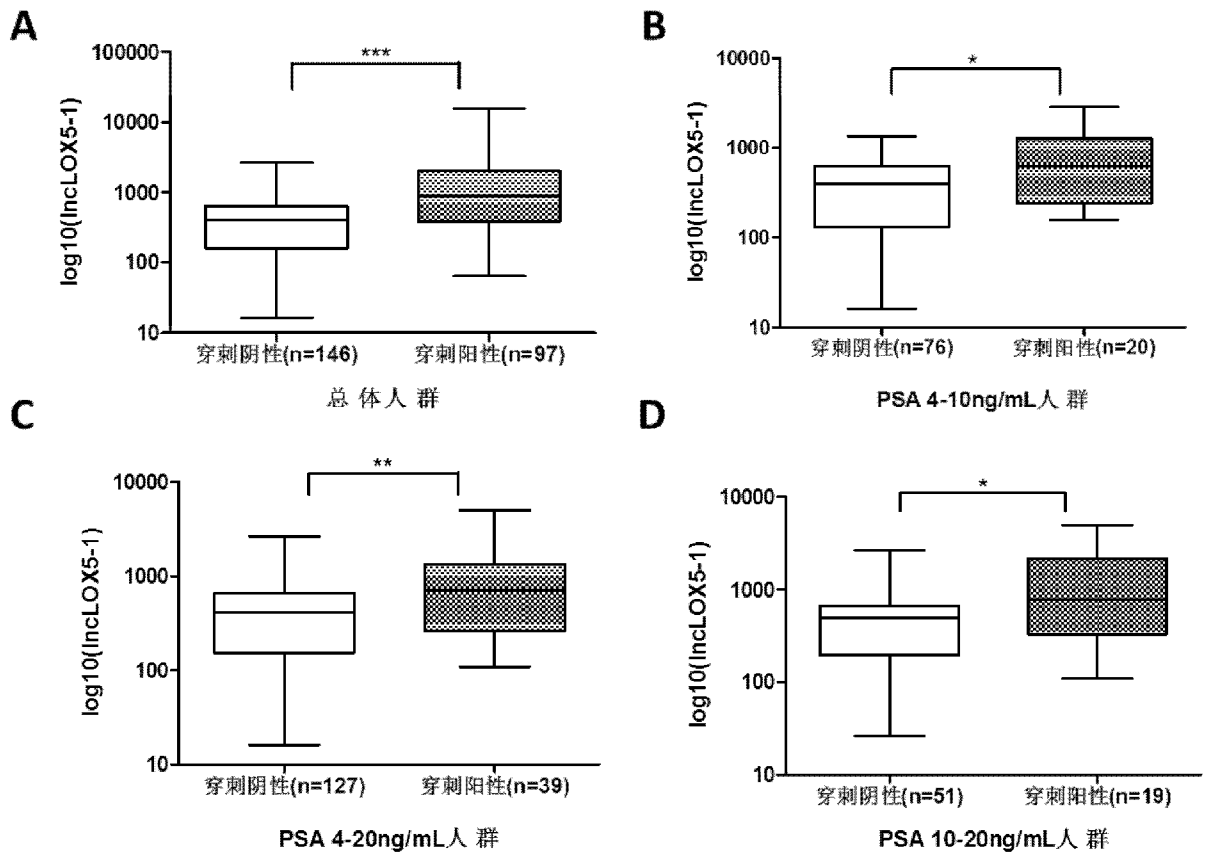 A
***
100000
10000
1000
100
10
log10(lncLOX5-1)
穿刺阴性(n=146)
穿刺阳性(n=97)
总 体 人 群
B
*
10000
1000
100
10
log10(lncLOX5-1)
穿刺阴性(n=76)
穿刺阳性(n=20)
PSA 4-10ng/mL人 群
C
**
10000
1000
100
10
log10(lncLOX5-1)
穿刺阴性(n=127)
穿刺阳性(n=39)
PSA 4-20ng/mL人 群
D
*
10000
1000
100
10
log10(lncLOX5-1)
穿刺阴性(n=51)
穿刺阳性(n=19)
PSA 10-20ng/mL人 群